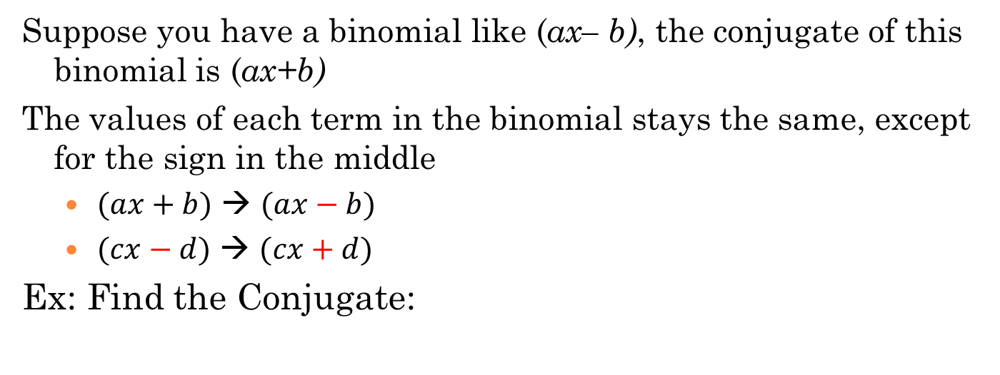 Suppose you have a binomial like (ax– b), the conjugate of this
binomial is (ax+b)
The values of each term in the binomial stays the same, except
for the sign in the middle
• (ax + b) → (ax − b)
• (cx − d) → (cx + d)
Ex: Find the Conjugate: